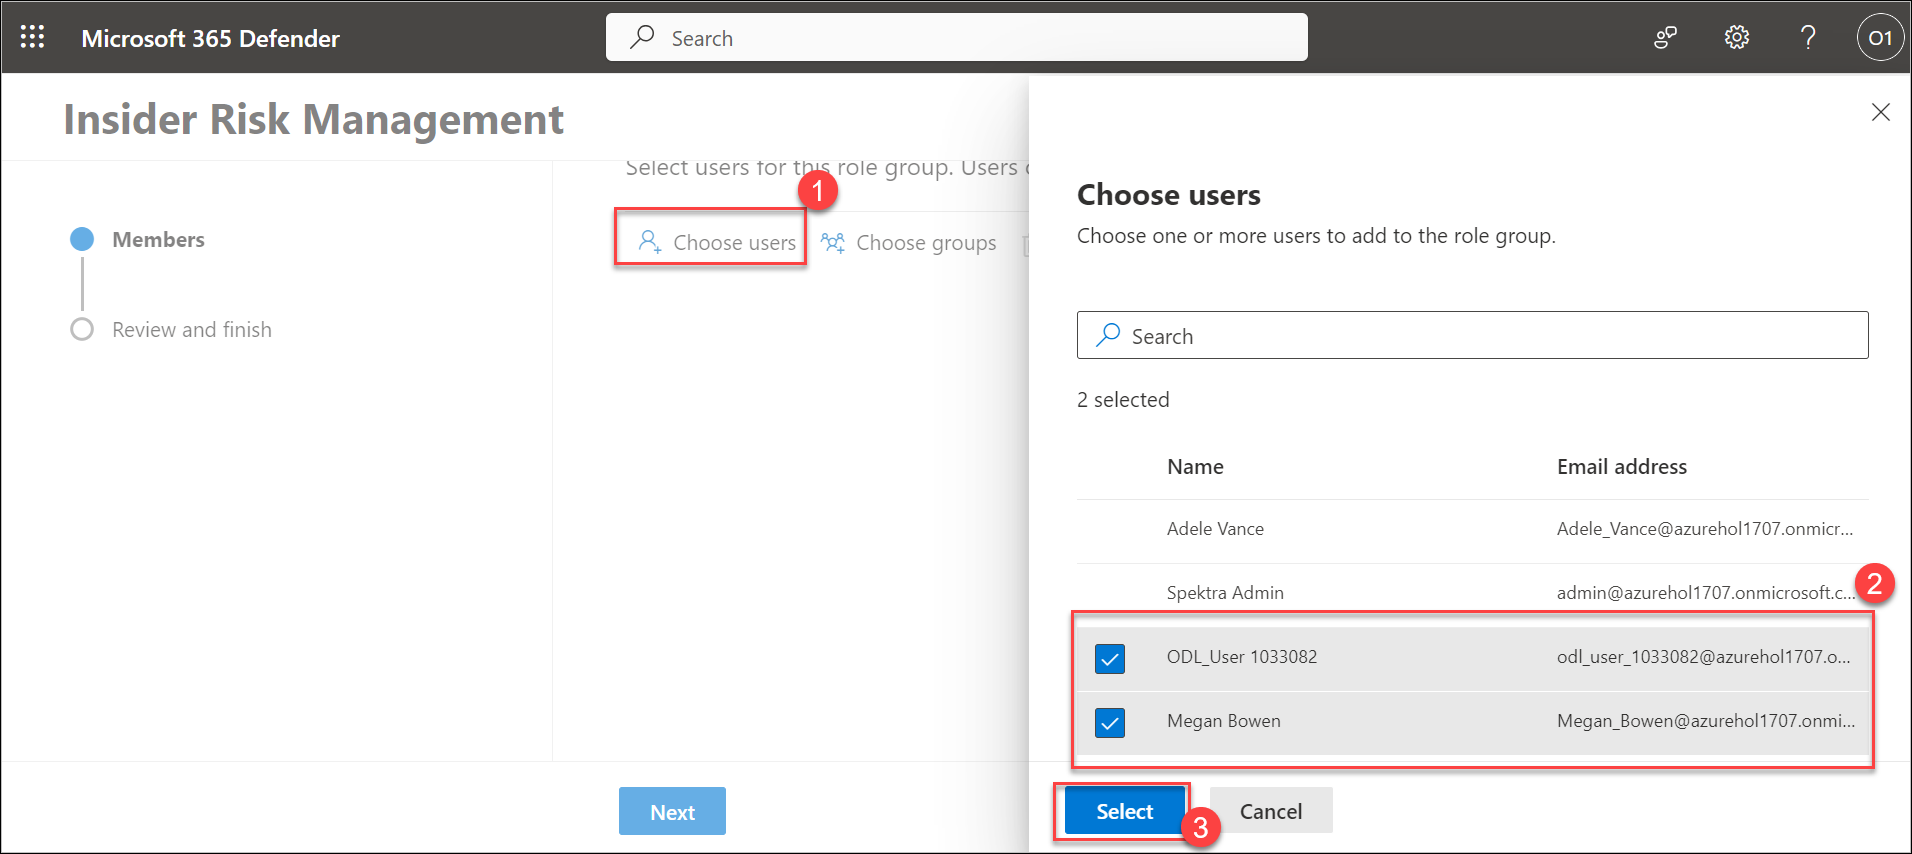 Microsoft 365 Defender
Search
O1
Insider Risk Management
Select users for this role group. Users
1
Members
Choose users
Choose groups
Review and finish
Next
Choose users
Choose one or more users to add to the role group.
Search
2 selected
Name Email address
Adele Vance Adele_Vance@azurehol1707.onmicr...
Spektra Admin admin@azurehol1707.onmicrosoft.c...
2
ODL_User 1033082 odl_user_1033082@azurehol1707.o...
Megan Bowen Megan_Bowen@azurehol1707.onmi...
Select Cancel
3